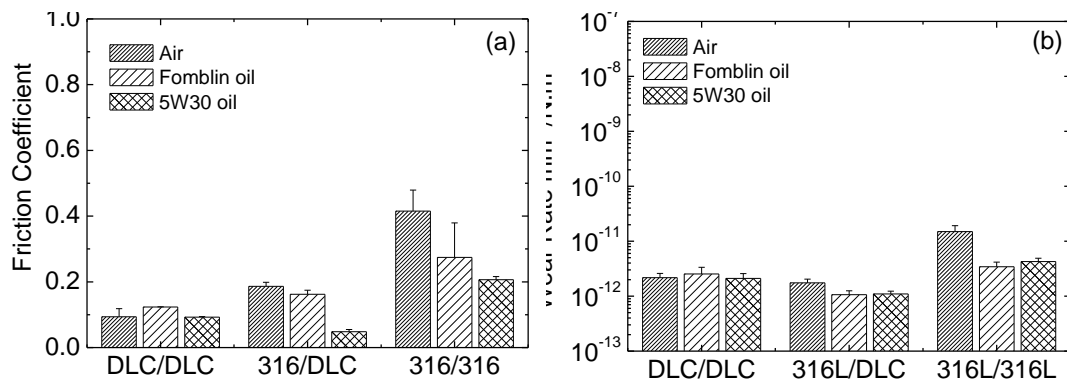 1.0
0.8
0.6
0.4
0.2
0.0
Friction Coefficient
(a)
Air
Fomblin oil
5W30 oil
DLC/DLC 316/DLC 316/316
10-7
10-8
10-9
10-10
10-11
10-12
10-13
(b)
Air
Fomblin oil
5W30 oil
DLC/DLC 316L/DLC 316L/316L